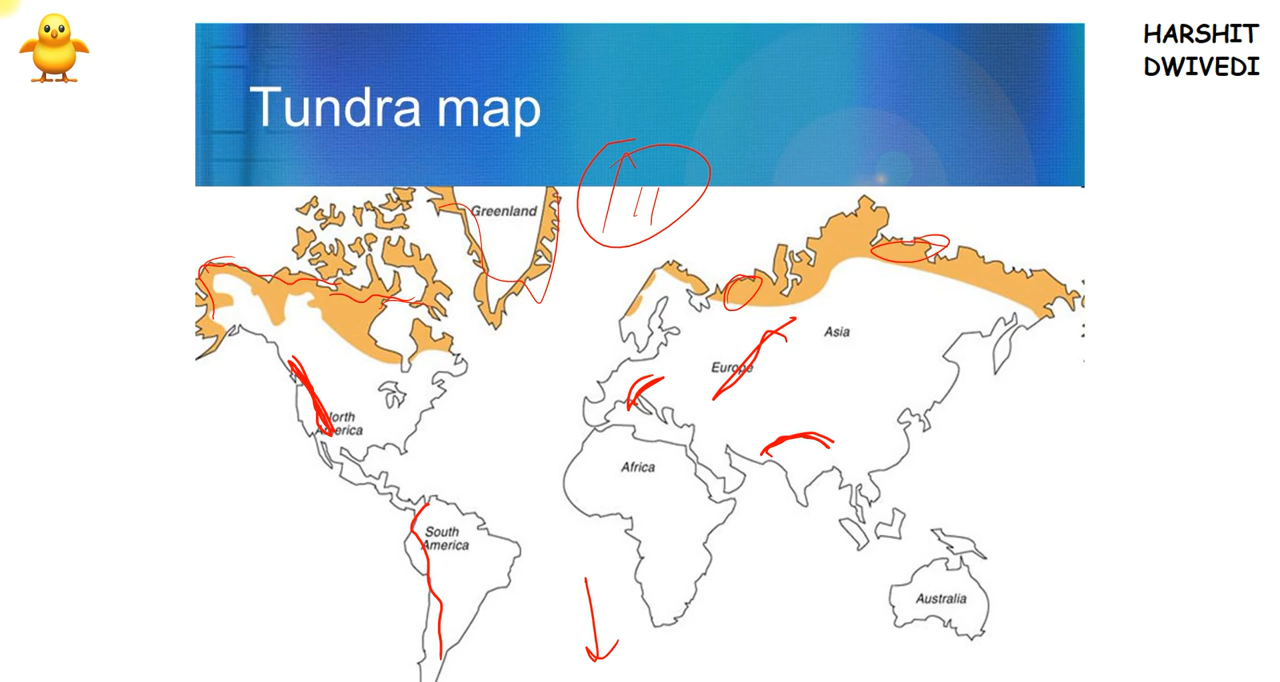 HARSHIT
DWIVEDI
Tundra map
Greenland
Asia
Europe
North
America
Africa
South
America
Australia